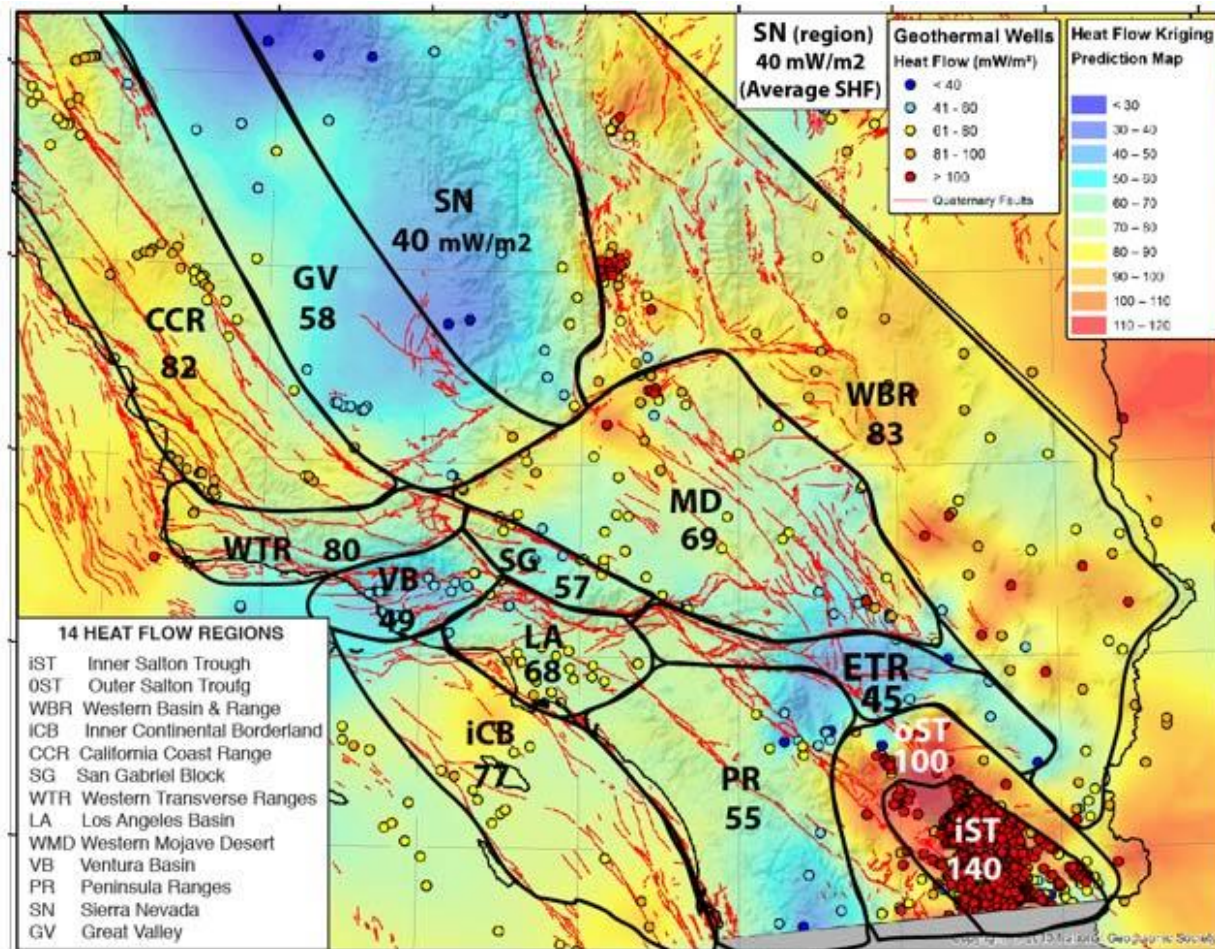 SN (region)
40 mW/m2
(Average SHF)
Geothermal Wells
Heat Flow (mW/m²)
< 40
41 - 60
61 - 80
81 - 100
> 100
Quaternary Faults
Heat Flow Kriging
Prediction Map
< 30
30 – 40
40 – 50
50 – 60
60 – 70
70 – 80
80 – 90
90 – 100
100 – 110
110 – 120
SN
40 mW/m2
GV
58
CCR
82
WBR
83
MD
69
WTR 80
SG
57
VB
49
LA
68
ETR
45
iCB
77
PR
55
oST
100
iST
140
14 HEAT FLOW REGIONS
iST Inner Salton Trough
0ST Outer Salton Troufg
WBR Western Basin & Range
iCB Inner Continental Borderland
CCR California Coast Range
SG San Gabriel Block
WTR Western Transverse Ranges
LA Los Angeles Basin
WMD Western Mojave Desert
VB Ventura Basin
PR Peninsula Ranges
SN Sierra Nevada
GV Great Valley
National Geographic Society